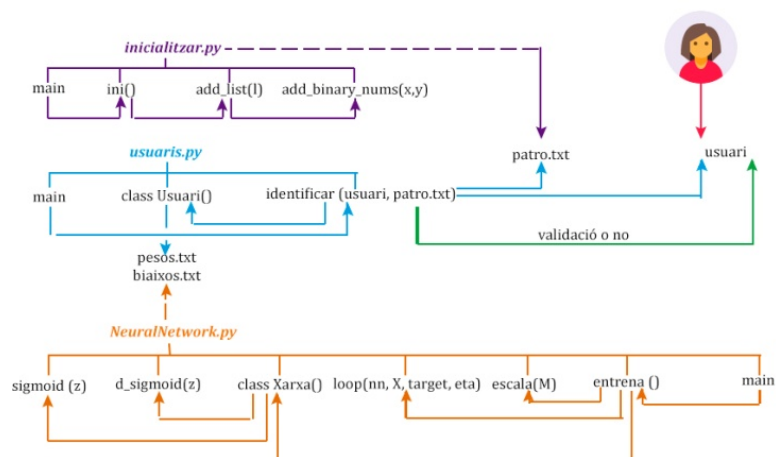 inicialitzar.py
main ini() add_list(l) add_binary_nums(x,y)
usuaris.py patro.txt usuari
main class Usuari() identificar (usuari, patro.txt)
validació o no
pesos.txt
biaixos.txt
NeuralNetwork.py
sigmoid (z) d_sigmoid(z) class Xarxa() loop(nn, X, target, eta) escala(M) entrena () main